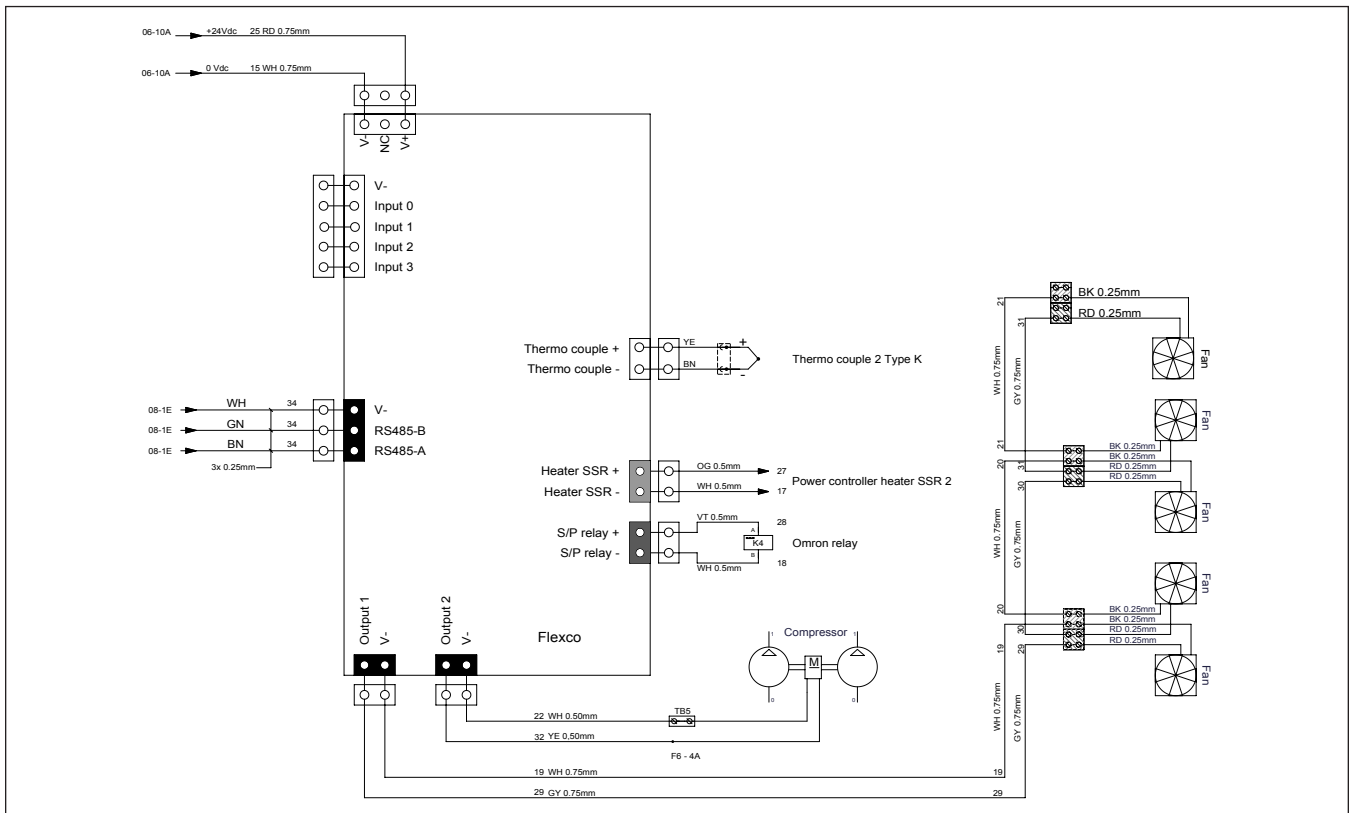 06-10A +24Vdc 25 RD 0.75mm
06-10A 0 Vdc 15 WH 0.75mm
V-
NC
V+
V-
Input 0
Input 1
Input 2
Input 3
Thermo couple + YE + 
Thermo couple - BN -
Thermo couple 2 Type K
08-1E WH 34 V-
08-1E GN 34 RS485-B
08-1E BN 34 RS485-A
3x 0.25mm
Heater SSR + OG 0.5mm 27
Heater SSR - WH 0.5mm 17
Power controller heater SSR 2
S/P relay + VT 0.5mm 28
A
K4
B
Omron relay
S/P relay - WH 0.5mm 18
Output 1
V-
Output 2
V-
Flexco
Compressor
1
1
M
0
0
22 WH 0.50mm TB5
32 YE 0,50mm
F6 - 4A
19 WH 0.75mm 19
29 GY 0.75mm 29
21
BK 0.25mm
31
RD 0.25mm
Fan
WH 0.75mm
GY 0.75mm
Fan
21
BK 0.25mm
20
BK 0.25mm
31
RD 0.25mm
30
RD 0.25mm
Fan
WH 0.75mm
GY 0.75mm
Fan
20
BK 0.25mm
BK 0.25mm
30
RD 0.25mm
19
29
RD 0.25mm
Fan
WH 0.75mm
GY 0.75mm